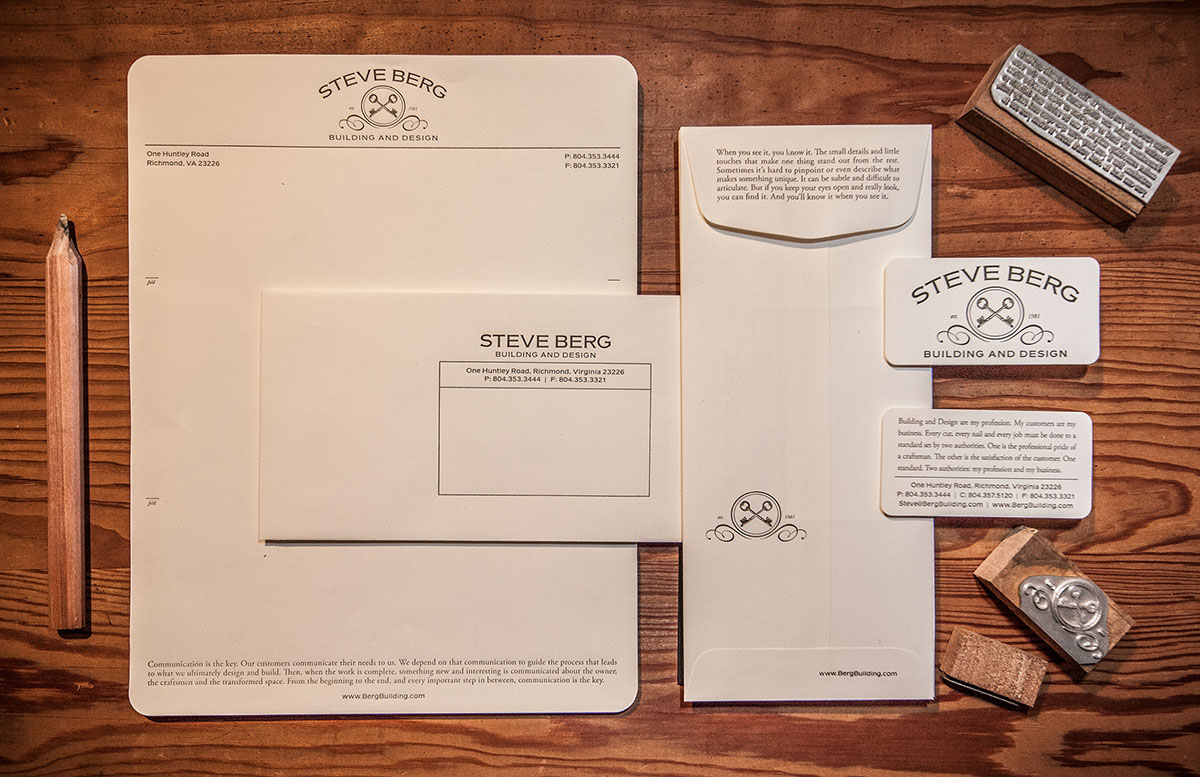 STEVE BERG
est. 1983
BUILDING AND DESIGN
One Huntley Road
Richmond, VA 23226
P: 804.353.3444
F: 804.353.3321
fold
fold
Communication is the key. Our customers communicate their needs to us. We depend on that communication to guide the process that leads
to what we ultimately design and build. Then, when the work is complete, something new and interesting is communicated about the owner,
the craftsmen and the transformed space. From the beginning to the end, and every important step in between, communication is the key.
www.BergBuilding.com
STEVE BERG
BUILDING AND DESIGN
One Huntley Road, Richmond, Virginia 23226
P: 804.353.3444 | F: 804.353.3321
When you see it, you know it. The small details and little
touches that make one thing stand out from the rest.
Sometimes it's hard to pinpoint or even describe what
makes something unique. It can be subtle and difficult to
articulate. But if you keep your eyes open and really look,
you can find it. And you'll know it when you see it.
est. 1983
www.BergBuilding.com
STEVE BERG
est. 1983
BUILDING AND DESIGN
Building and Design are my profession. My customers are my
business. Every cut, every nail and every job must be done to a
standard set by two authorities. One is the professional pride of
a craftsman. The other is the satisfaction of the customer. One
standard. Two authorities: my profession and my business.
One Huntley Road, Richmond, Virginia 23226
P: 804.353.3444 | C: 804.357.5120 | F: 804.353.3321
Steve@BergBuilding.com | www.BergBuilding.com